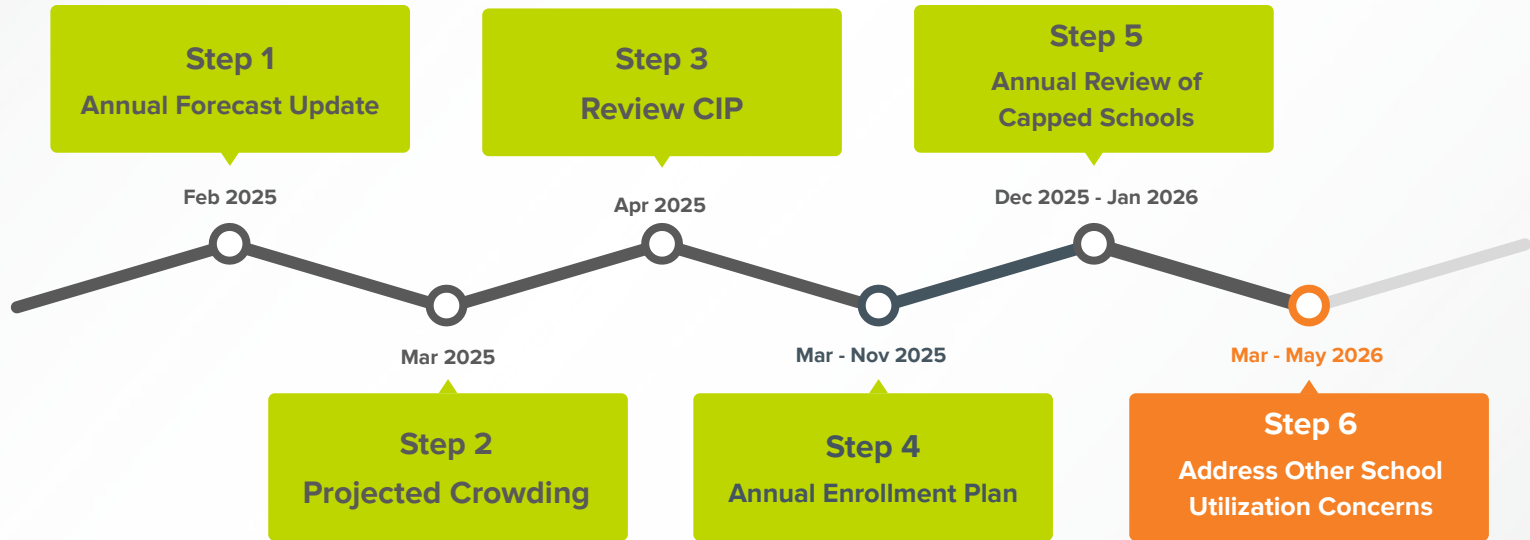 Step 1
Annual Forecast Update
Feb 2025
Mar 2025
Step 2
Projected Crowding
Step 3
Review CIP
Apr 2025
Mar - Nov 2025
Step 4
Annual Enrollment Plan
Step 5
Annual Review of
Capped Schools
Dec 2025 - Jan 2026
Mar - May 2026
Step 6
Address Other School
Utilization Concerns